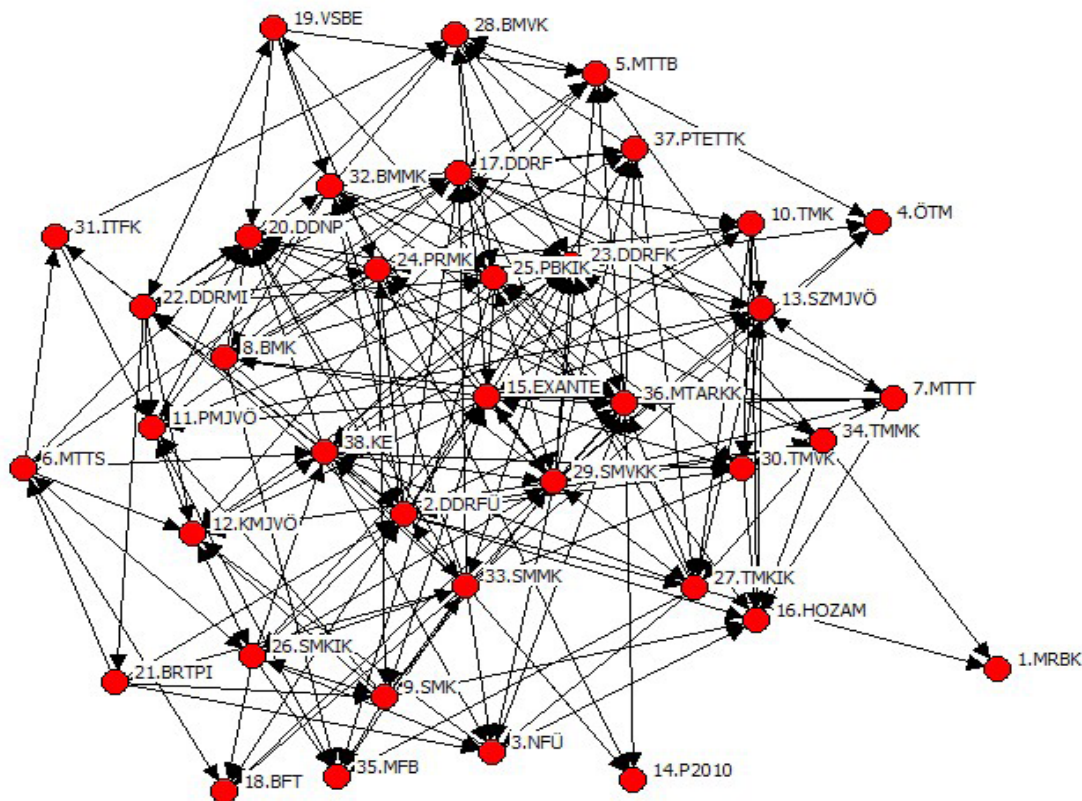 19.VSBE
28.BMVK
5.MTTB
37.PTETTK
17.DDRF
32.BMMK
10.TMK
4.ÖTM
31.ITFK
20.DDNP
23.DDRFK
24.PRMK
25.PBKIK
22.DDRMI
13.SZMJVÖ
8.BMK
15.EXANTE
36.MTARKK
7.MTTT
11.PMJVÖ
34.TMMK
38.KE
6.MTTS
30.TMVK
29.SMVKK
2.DDRFÜ
12.KMJVÖ
33.SMMK
27.TMKIK
16.HOZAM
26.SMKIK
1.MRBK
21.BRTPI
9.SMK
3.NFÜ
35.MFB
14.P2010
18.BFT